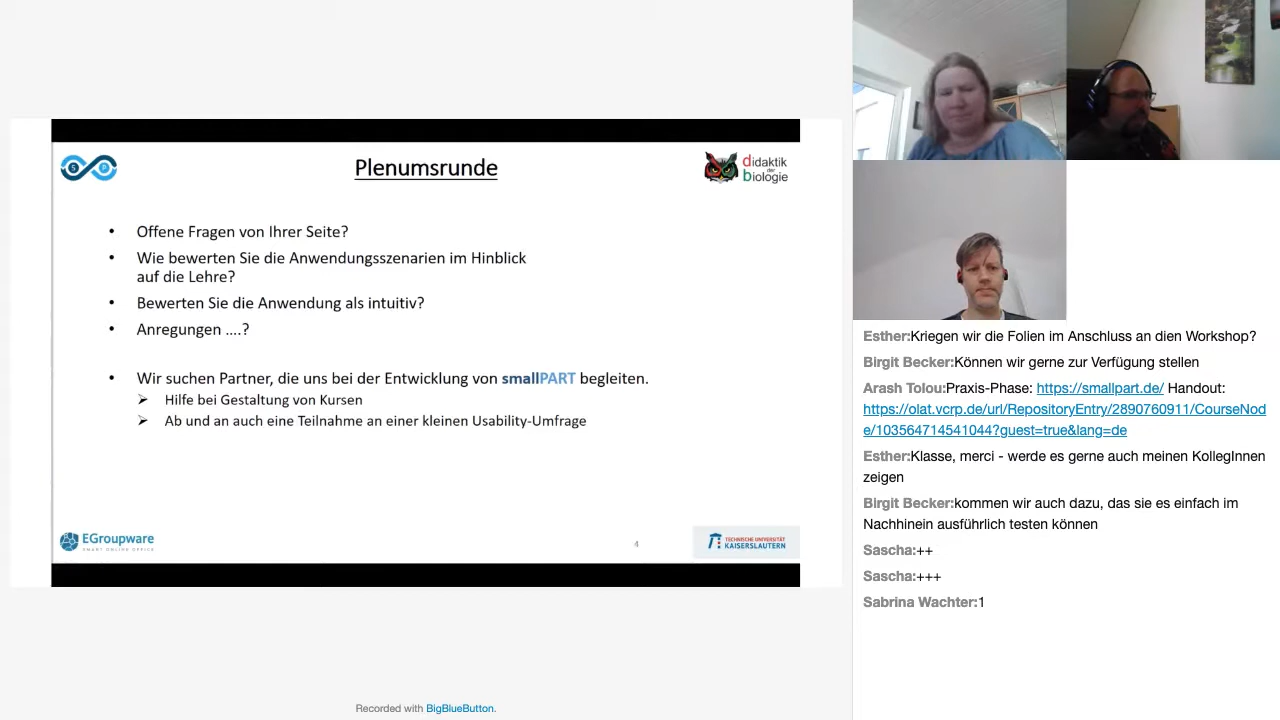 Plenumsrunde
didaktik
der
biologie
• Offene Fragen von Ihrer Seite?
• Wie bewerten Sie die Anwendungsszenarien im Hinblick
auf die Lehre?
• Bewerten Sie die Anwendung als intuitiv?
• Anregungen ....?
• Wir suchen Partner, die uns bei der Entwicklung von smallPART begleiten.
➢ Hilfe bei Gestaltung von Kursen
➢ Ab und an auch eine Teilnahme an einer kleinen Usability-Umfrage
EGroupware
SMART ONLINE OFFICE
4
TECHNISCHE UNIVERSITÄT
KAISERSLAUTERN
Recorded with BigBlueButton.
Esther:Kriegen wir die Folien im Anschluss an dien Workshop?
Birgit Becker:Können wir gerne zur Verfügung stellen
Arash Tolou:Praxis-Phase: https://smallpart.de/ Handout:
https://olat.vcrp.de/url/RepositoryEntry/2890760911/CourseNod
e/103564714541044?guest=true&lang=de
Esther:Klasse, merci - werde es gerne auch meinen KollegInnen
zeigen
Birgit Becker:kommen wir auch dazu, das sie es einfach im
Nachhinein ausführlich testen können
Sascha:++
Sascha:+++
Sabrina Wachter:1